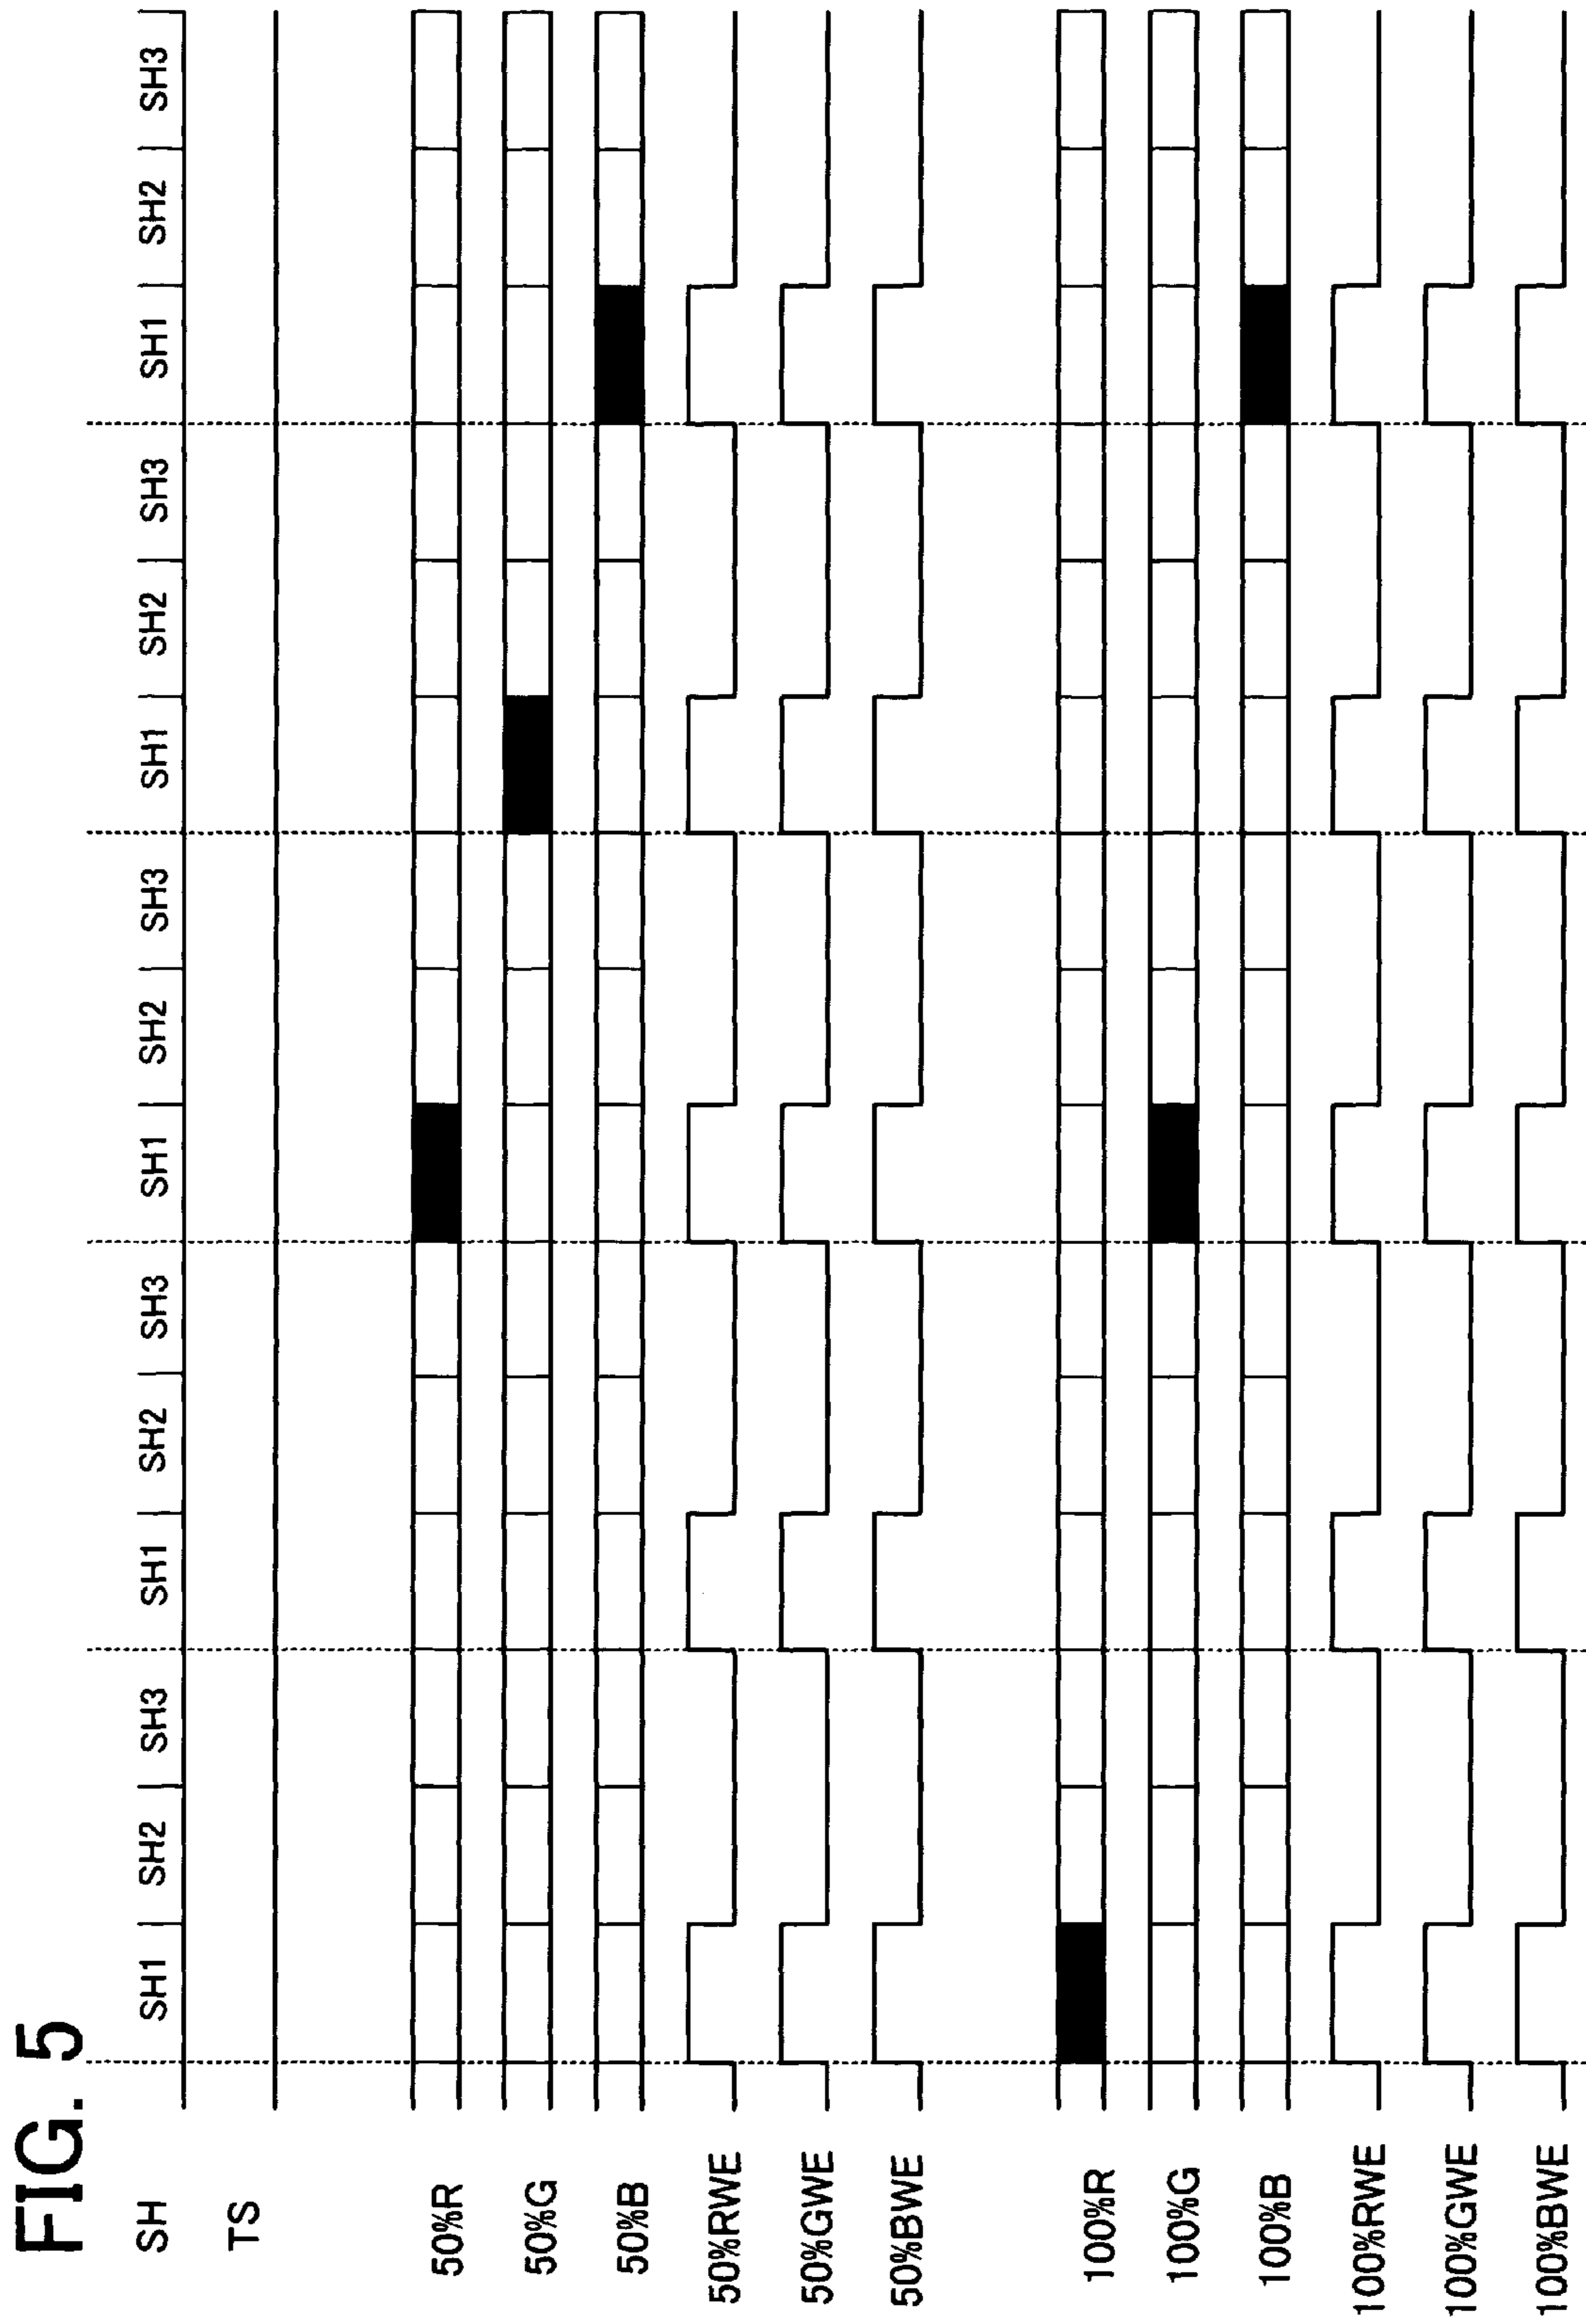 FIG. 5
SH SH1 SH2 SH3 SH1 SH2 SH3 SH1 SH2 SH3 SH1 SH2 SH3 SH1 SH2 SH3
TS
50%R
50%G
50%B
50%RWE
50%GWE
50%BWE
100%R
100%G
100%B
100%RWE
100%GWE
100%BWE